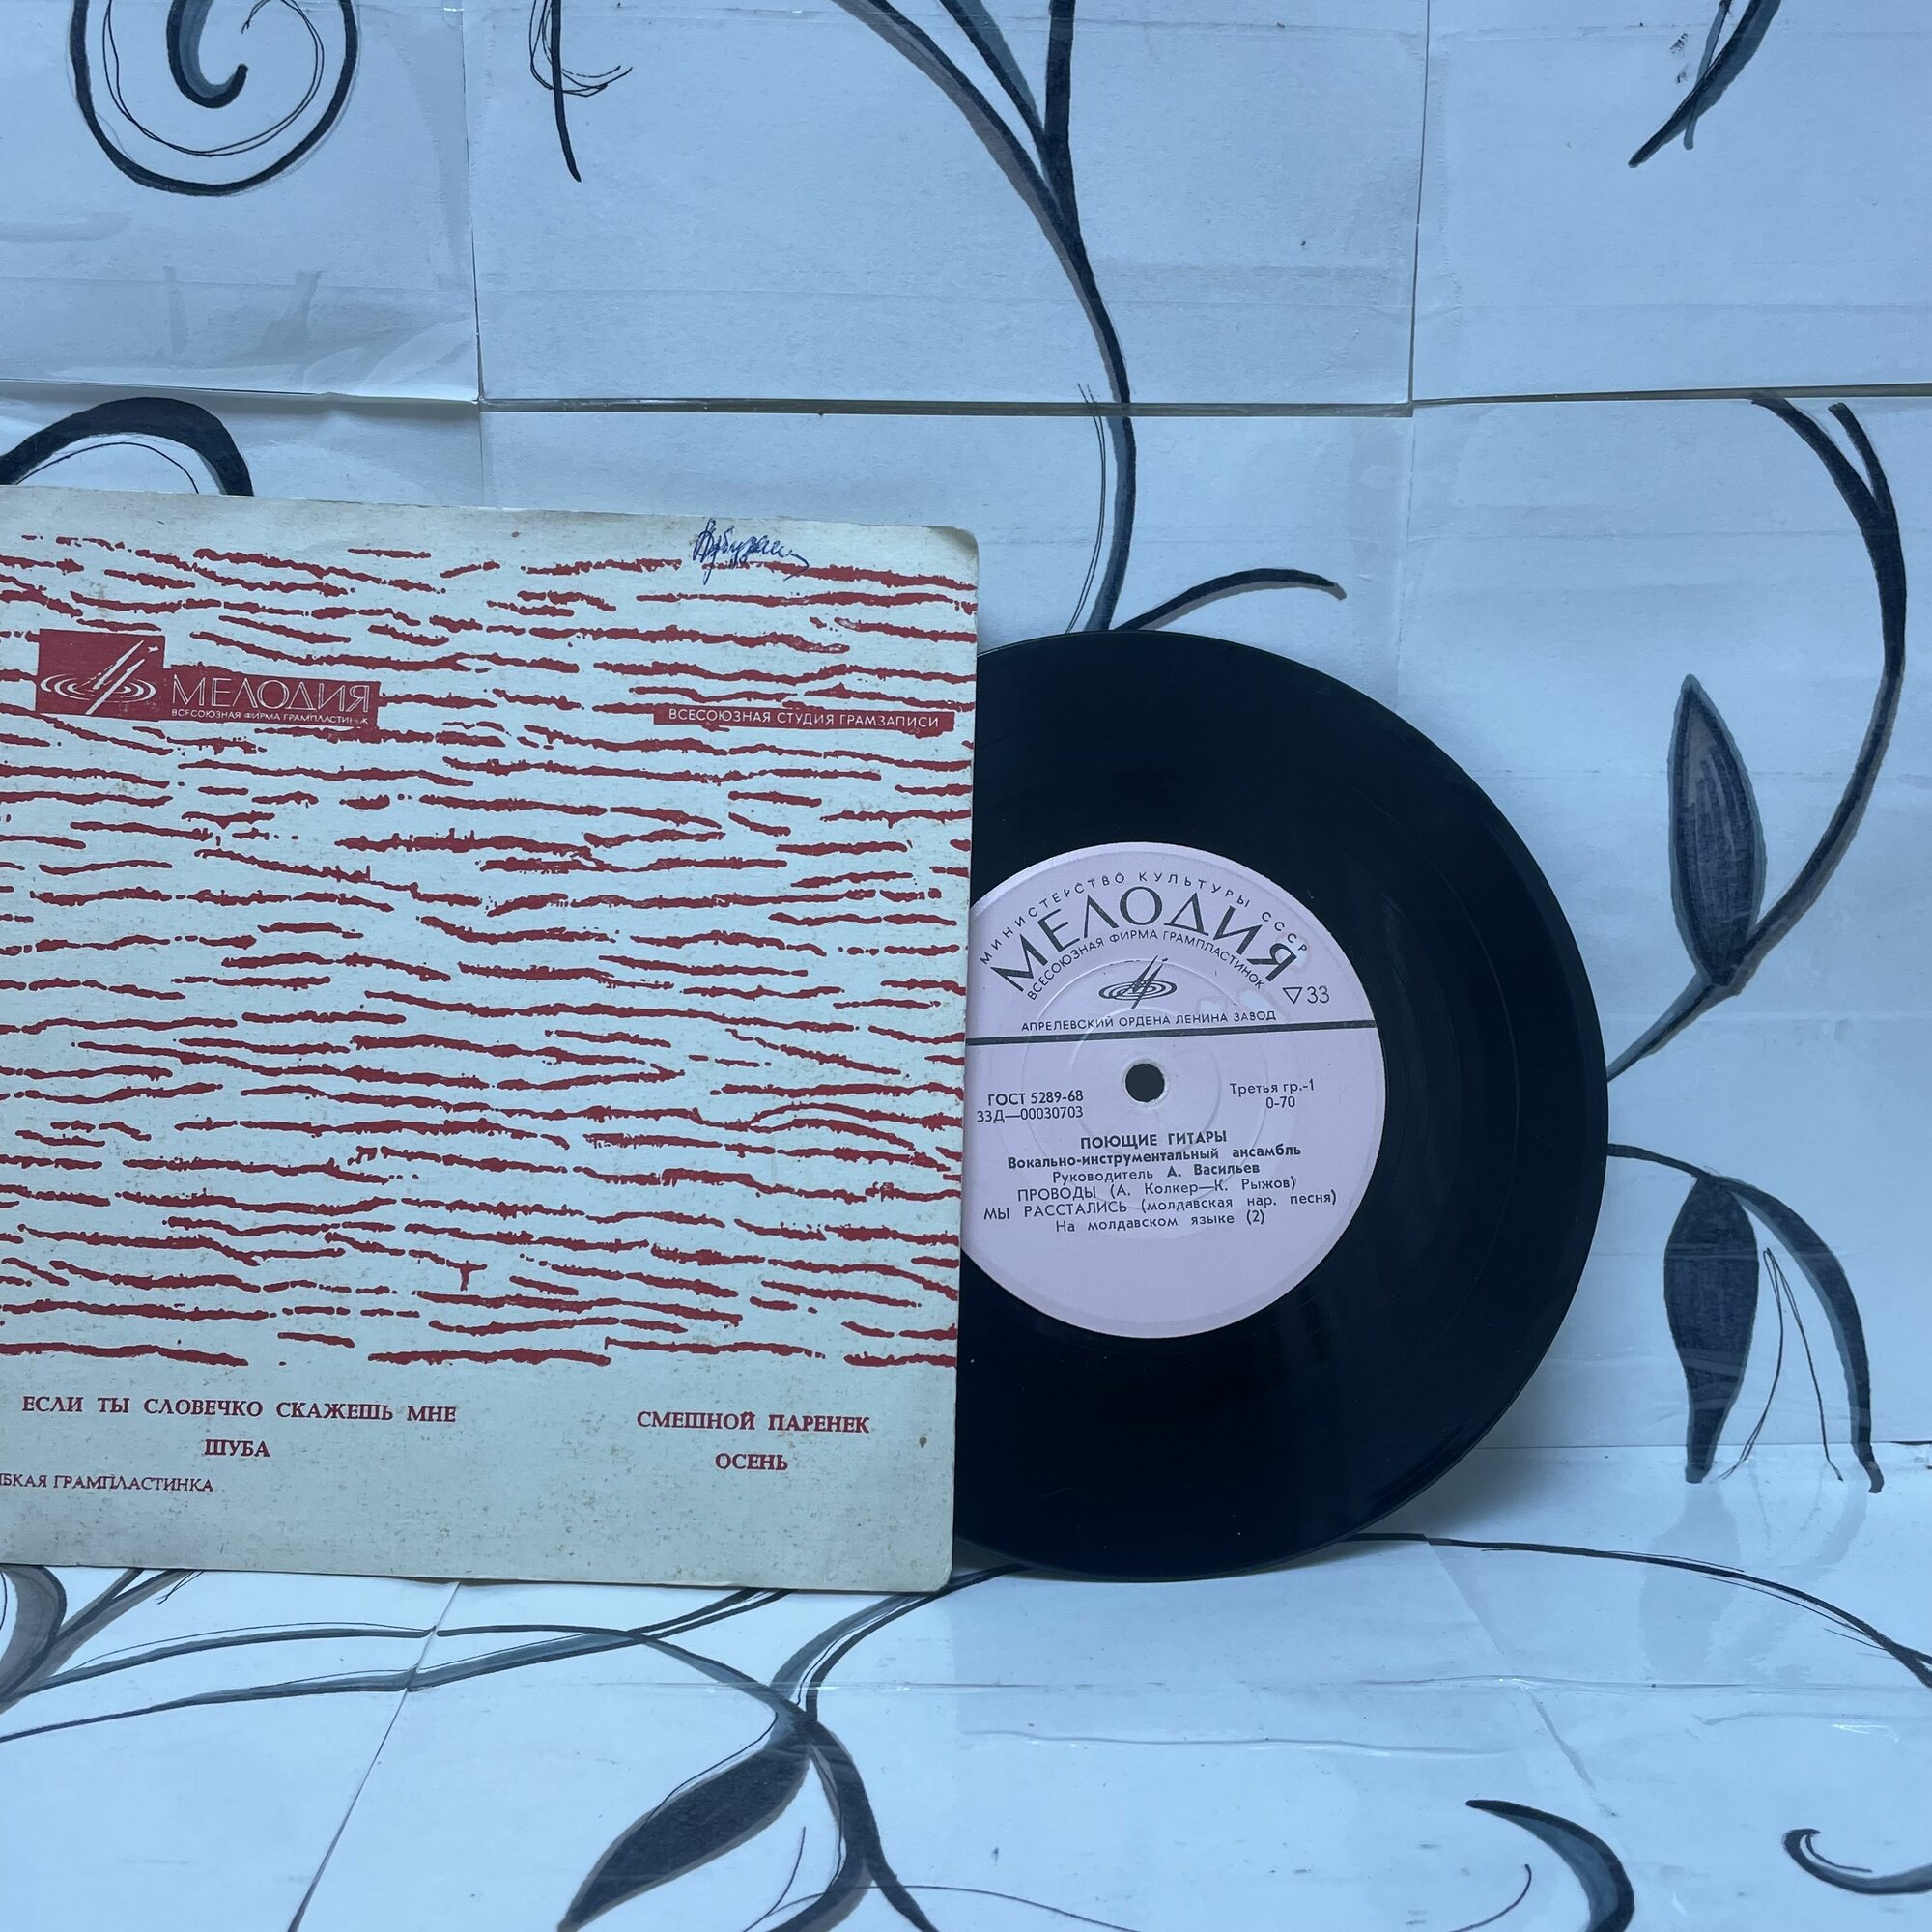 МЕЛОДИЯ
ВСЕСОЮЗНАЯ ФИРМА ГРАМПЛАСТИНОК
ВСЕСОЮЗНАЯ СТУДИЯ ГРАМЗАПИСИ
ЕСЛИ ТЫ СЛОВЕЧКО СКАЖЕШЬ МНЕ
ШУБА
СМЕШНОЙ ПАРЕНЕК
ОСЕНЬ
ГРАМПЛАСТИНКА
МИНИСТЕРСТВО КУЛЬТУРЫ СССР
МЕЛОДИЯ
ВСЕСОЮЗНАЯ ФИРМА ГРАМПЛАСТИНОК
▽33
АПРЕЛЕВСКИЙ ОРДЕНА ЛЕНИНА ЗАВОД
ГОСТ 5289-68
33Д—00030703
Третья гр.-1
0-70
ПОЮЩИЕ ГИТАРЫ
Вокально-инструментальный ансамбль
Руководитель А. Васильев
ПРОВОДЫ (А. Колкер—К. Рыжов)
МЫ РАССТАЛИСЬ (молдавская нар. песня)
На молдавском языке (2)